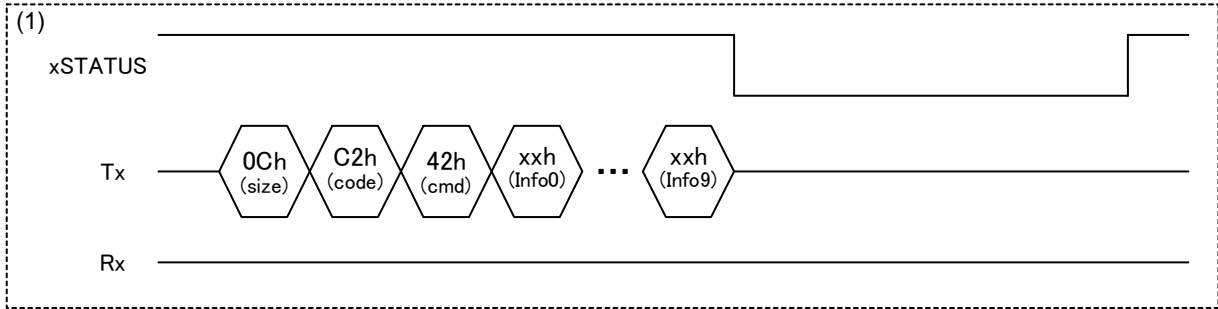 (1)
xSTATUS
Tx
0Ch
(size)
C2h
(code)
42h
(cmd)
xxh
(Info0)
...
xxh
(Info9)
Rx